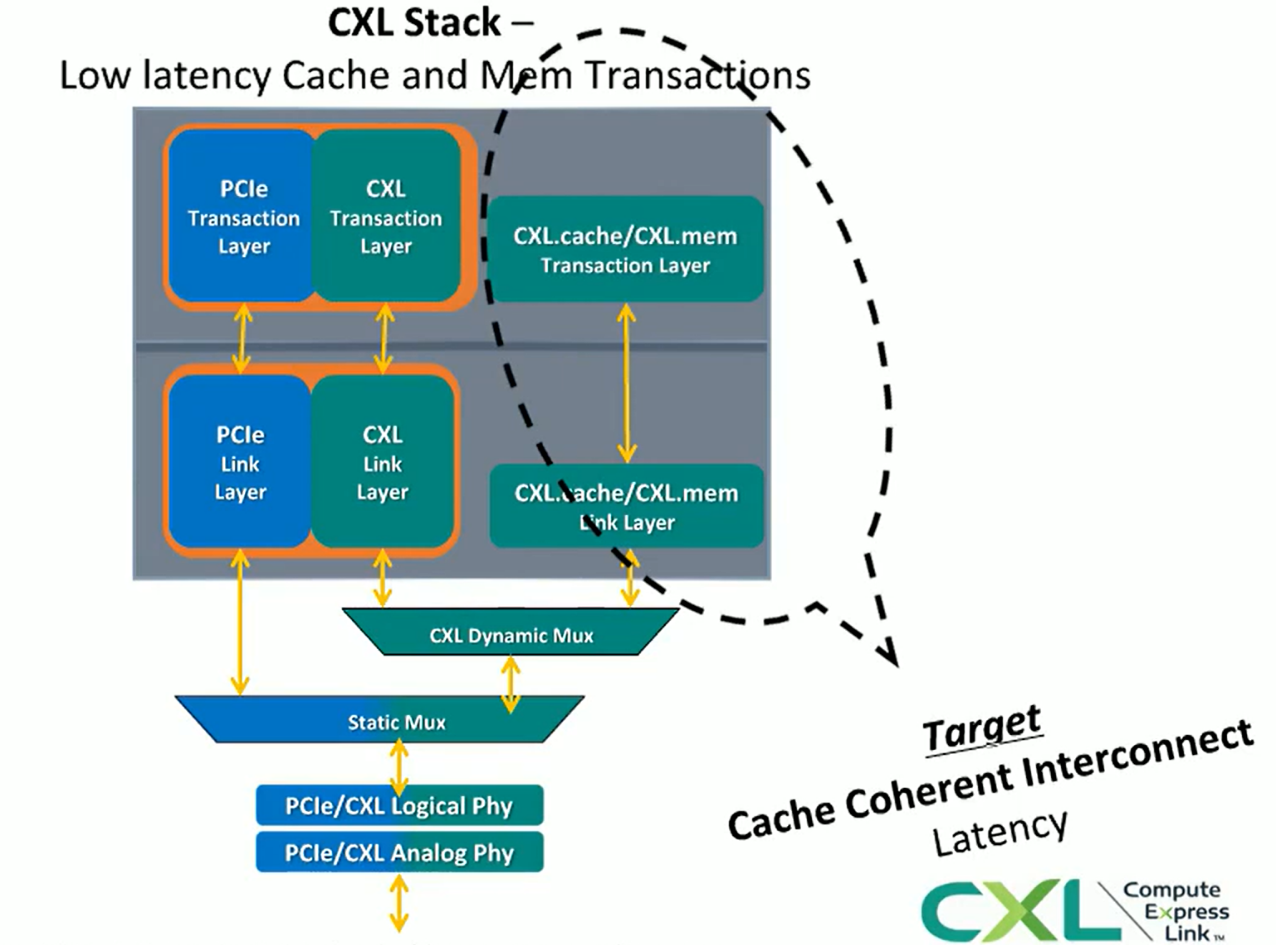 CXL Stack –
Low latency Cache and Mem Transactions
PCIe
Transaction
Layer
CXL
Transaction
Layer
CXL.cache/CXL.mem
Transaction Layer
PCIe
Link
Layer
CXL
Link
Layer
CXL.cache/CXL.mem
Link Layer
CXL Dynamic Mux
Static Mux
PCIe/CXL Logical Phy
PCIe/CXL Analog Phy
Target
Cache Coherent Interconnect
Latency
CXL
Compute
Express
Link™